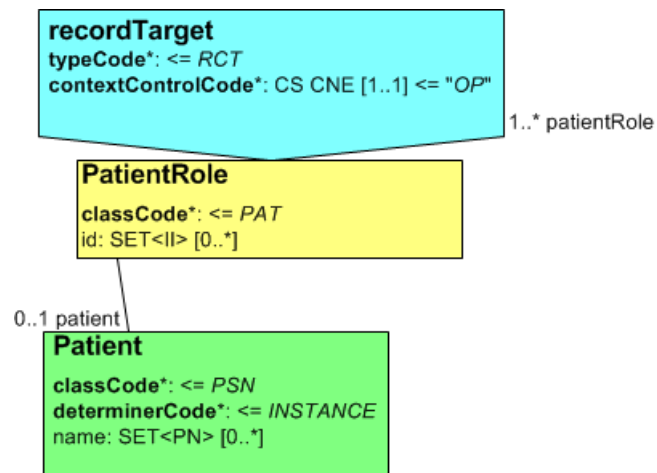 recordTarget
typeCode*: <= RCT
contextControlCode*: CS CNE [1..1] <= "OP"
1..* patientRole
PatientRole
classCode*: <= PAT
id: SET<II> [0..*]
0..1 patient
Patient
classCode*: <= PSN
determinerCode*: <= INSTANCE
name: SET<PN> [0..*]